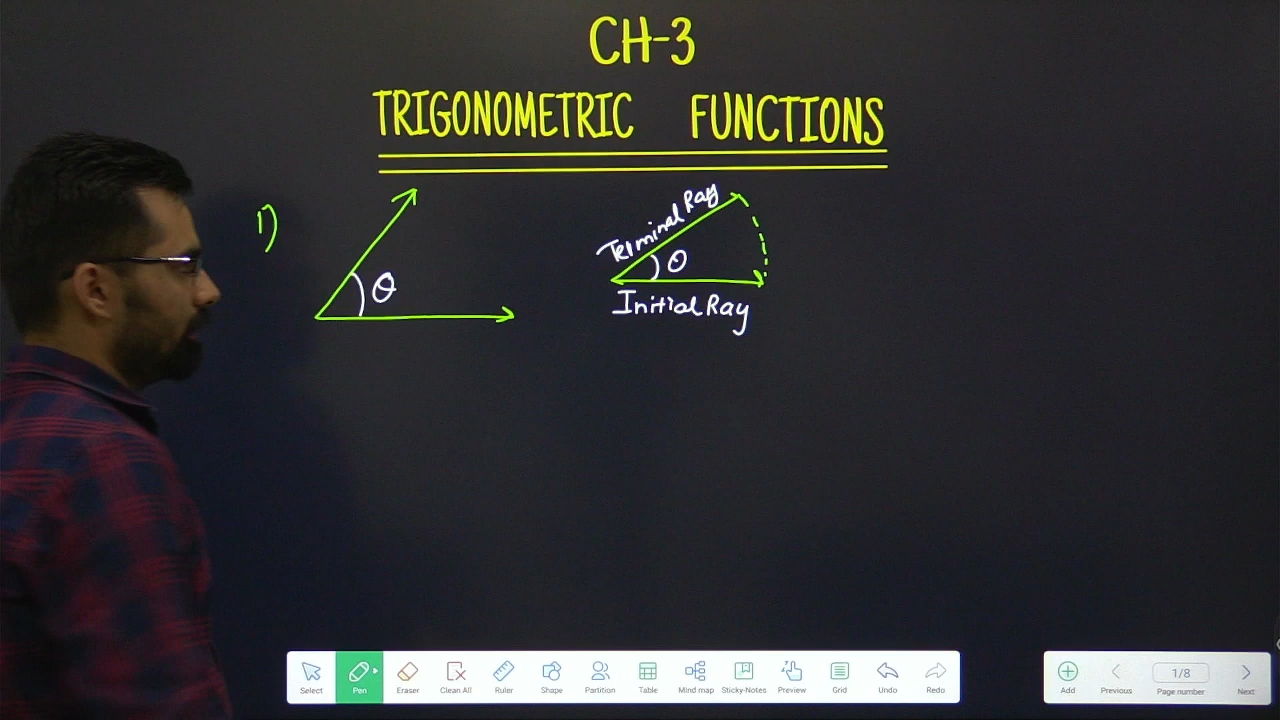 CH-3
TRIGONOMETRIC FUNCTIONS
1)
θ
Terminal Ray
θ
Initial Ray
Select Pen Eraser Clean All Ruler Shape Partition Table Mind map Sticky-Notes Preview Grid Undo Redo
Add Previous 1/8 Page number Next